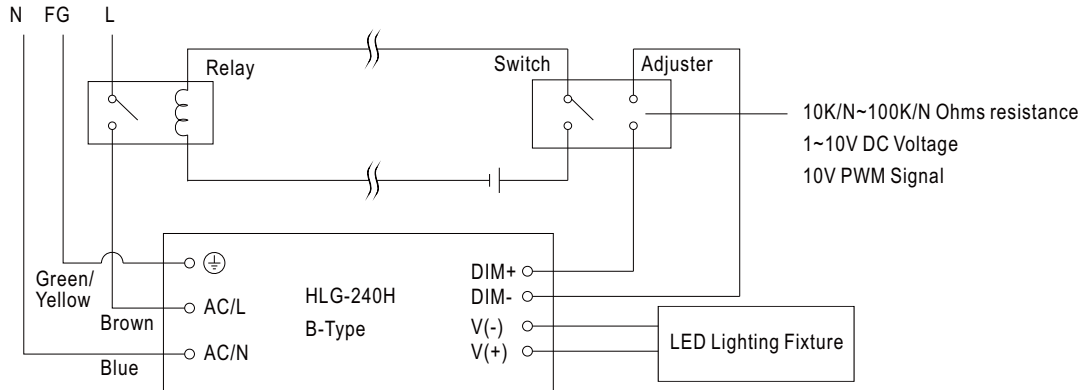 N FG L
Relay
Switch
Adjuster
10K/N~100K/N Ohms resistance
1~10V DC Voltage
10V PWM Signal
Green/
Yellow
Brown
Blue
AC/L
AC/N
HLG-240H
B-Type
DIM+
DIM-
V(-)
V(+)
LED Lighting Fixture